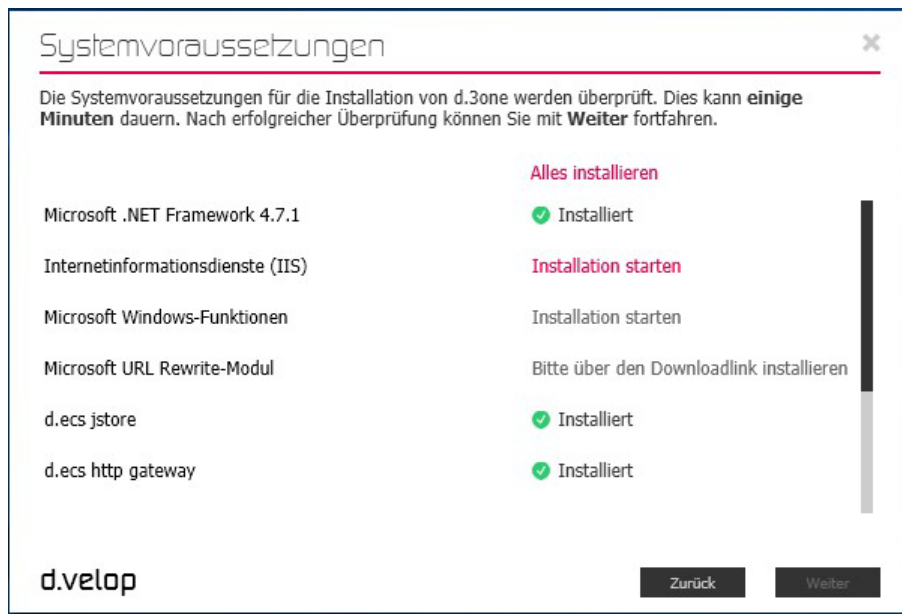 Systemvoraussetzungen
Die Systemvoraussetzungen für die Installation von d.3one werden überprüft. Dies kann einige
Minuten dauern. Nach erfolgreicher Überprüfung können Sie mit Weiter fortfahren.
Alles installieren
Microsoft .NET Framework 4.7.1 Installiert
Internetinformationsdienste (IIS) Installation starten
Microsoft Windows-Funktionen Installation starten
Microsoft URL Rewrite-Modul Bitte über den Downloadlink installieren
d.ecs jstore Installiert
d.ecs http gateway Installiert
d.velop Zurück Weiter